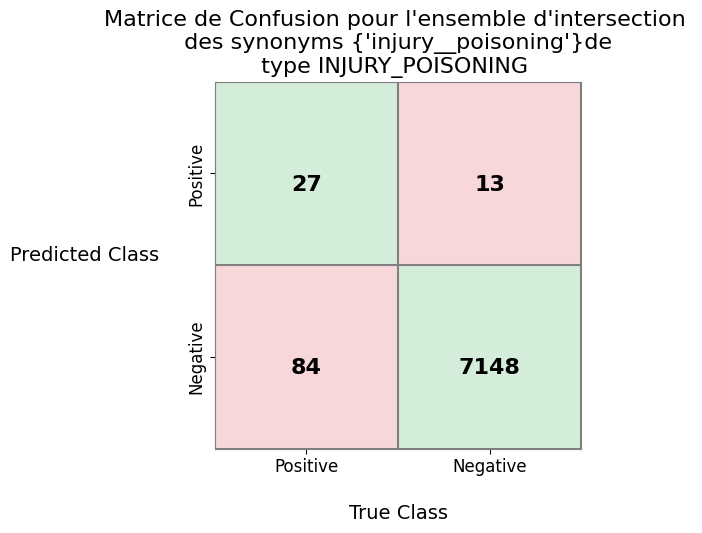 Matrice de Confusion pour l'ensemble d'intersection
des synonyms {'injury__poisoning'}de
type INJURY_POISONING
Positive
27
13
Predicted Class
Negative
84
7148
Positive
Negative
True Class